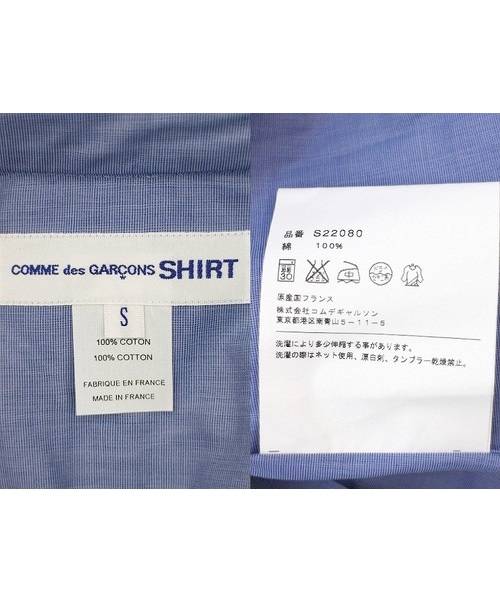 COMME des GARÇONS SHIRT
S
100% COTON
100% COTTON
FABRIQUE EN FRANCE
MADE IN FRANCE
品番 S22080
綿 100%
30
原産国フランス
株式会社コムデギャルソン
東京都港区南青山5-11-5
洗濯により多少伸縮する事が有ります。
洗濯の際はネット使用、漂白剤、タンブラー乾燥禁止。